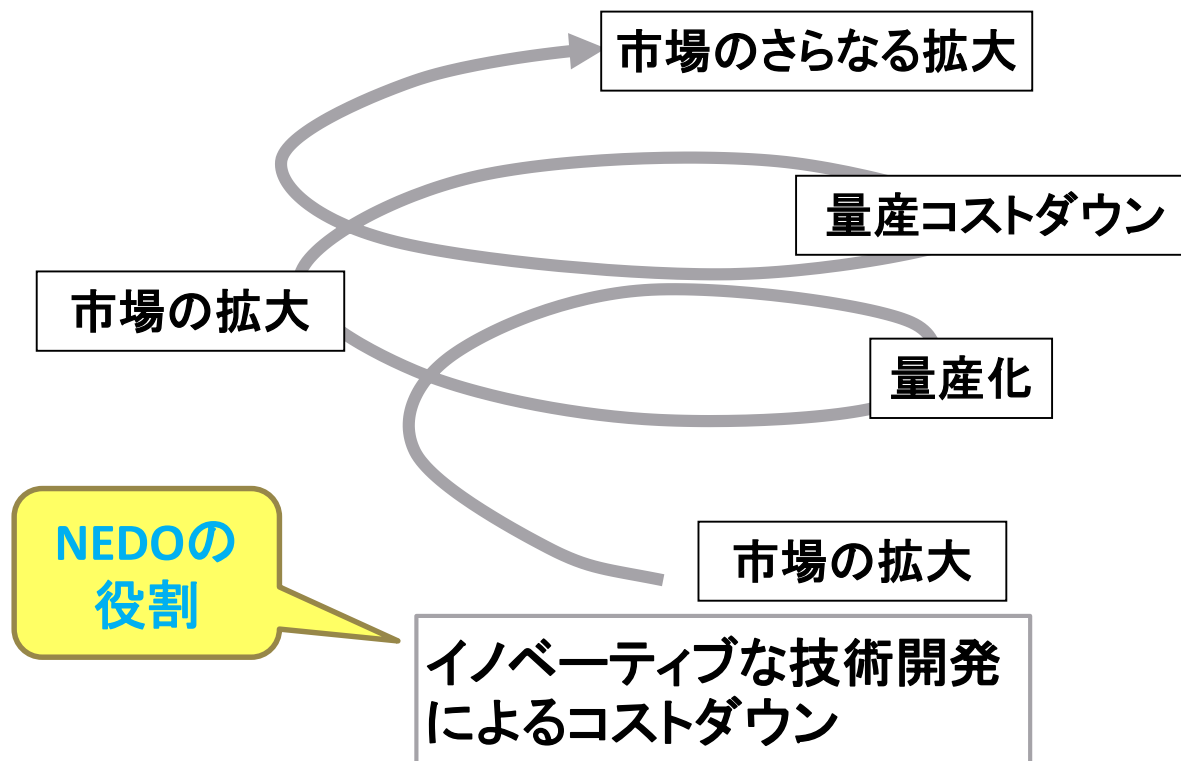 市場のさらなる拡大
量産コストダウン
市場の拡大
量産化
NEDOの
役割
市場の拡大
イノベーティブな技術開発
によるコストダウン